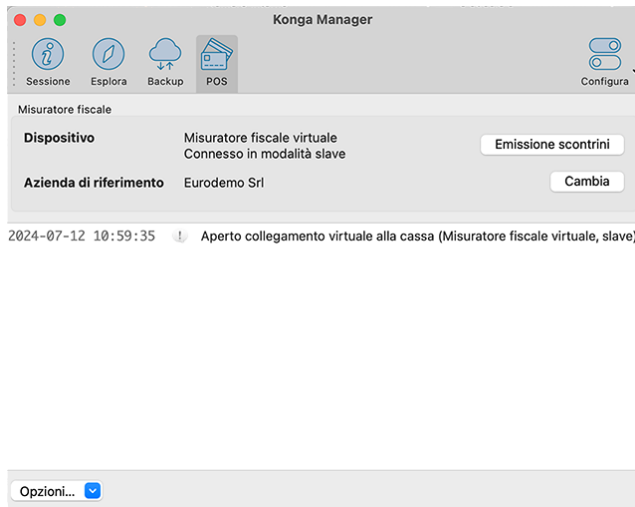 Konga Manager
Sessione Esplora Backup POS Configura
Misuratore fiscale
Dispositivo Misuratore fiscale virtuale Emissione scontrini
Connesso in modalità slave
Azienda di riferimento Eurodemo Srl Cambia
2024-07-12 10:59:35 Aperto collegamento virtuale alla cassa (Misuratore fiscale virtuale, slave)
Opzioni...